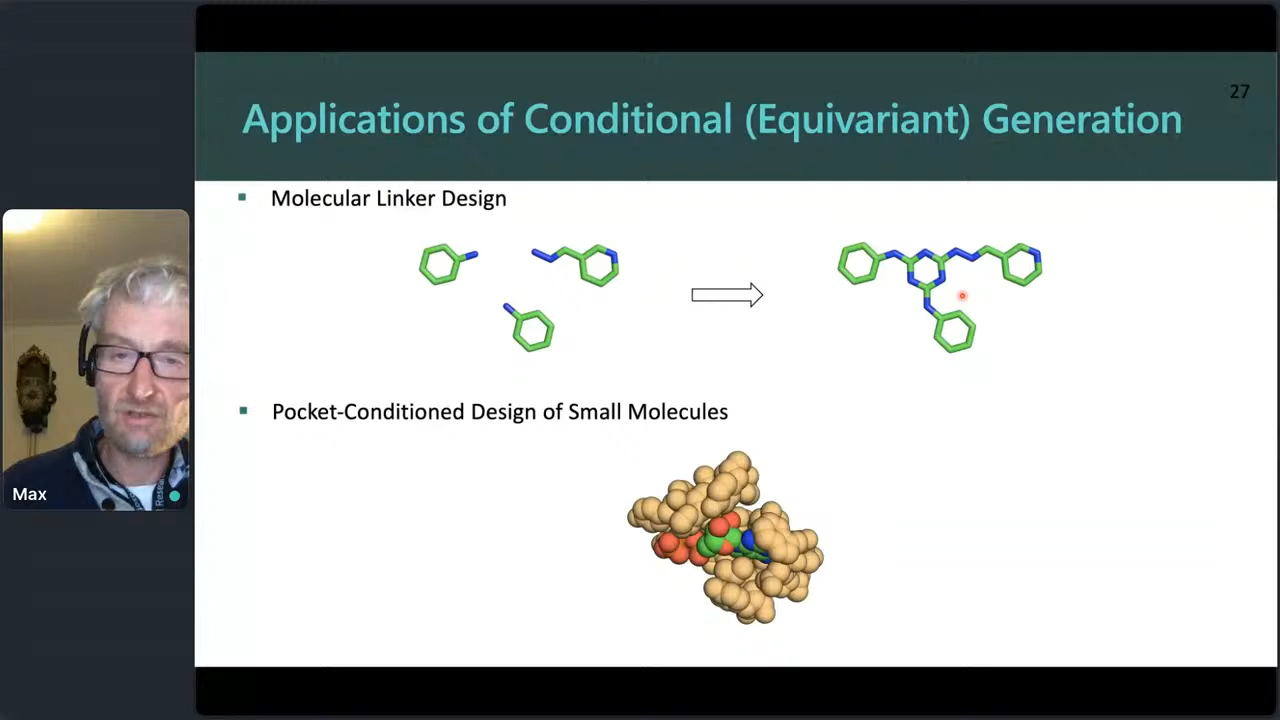 27
Applications of Conditional (Equivariant) Generation
Molecular Linker Design
Pocket-Conditioned Design of Small Molecules
Max